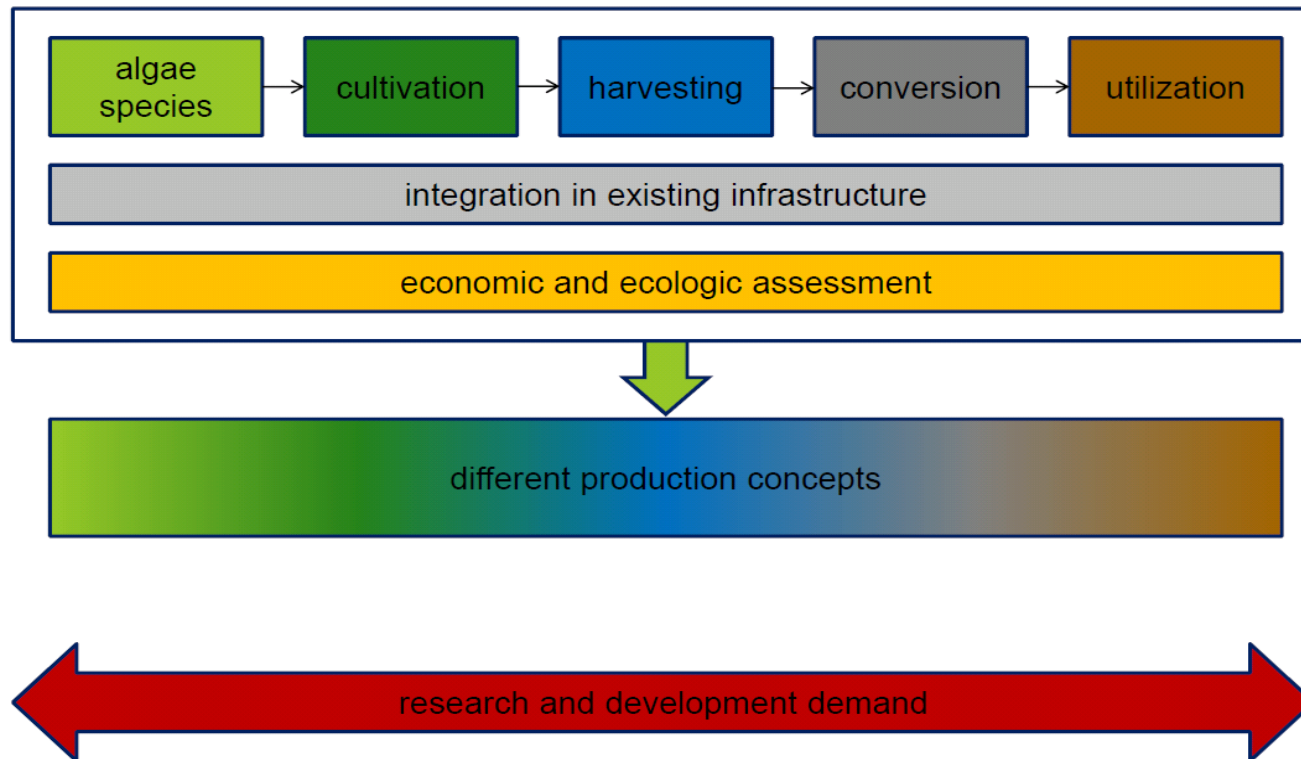 algae
species
cultivation
harvesting
conversion
utilization
integration in existing infrastructure
economic and ecologic assessment
different production concepts
research and development demand